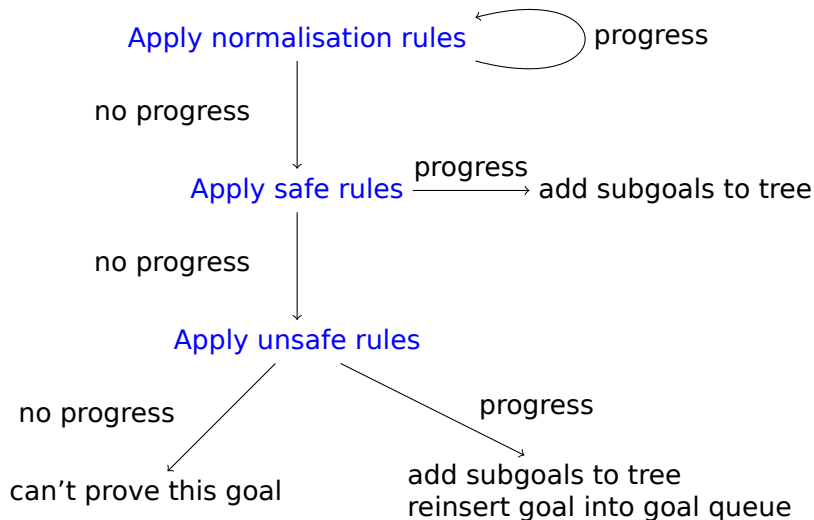 Apply normalisation rules
progress
no progress
progress
Apply safe rules
add subgoals to tree
no progress
Apply unsafe rules
no progress
progress
can't prove this goal
add subgoals to tree
reinsert goal into goal queue